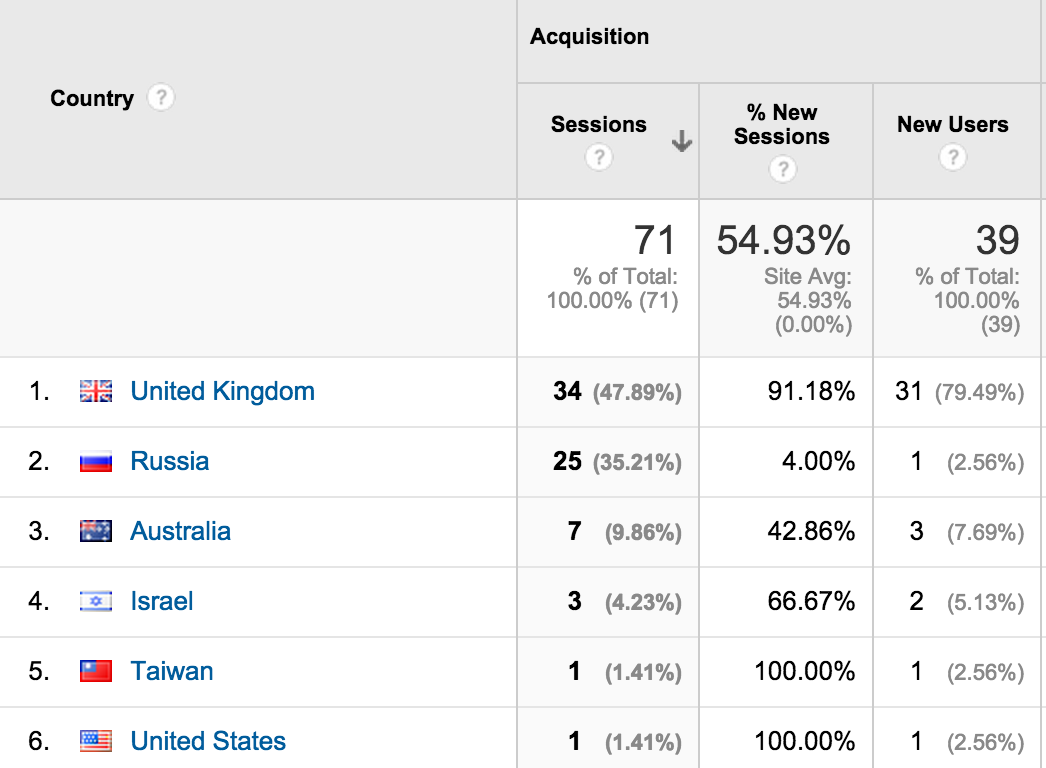 Acquisition
Country ?
Sessions
?
% New
Sessions
?
New Users
?
71
% of Total:
100.00% (71)
54.93%
Site Avg:
54.93%
(0.00%)
39
% of Total:
100.00%
(39)
1. United Kingdom 34 (47.89%) 91.18% 31 (79.49%)
2. Russia 25 (35.21%) 4.00% 1 (2.56%)
3. Australia 7 (9.86%) 42.86% 3 (7.69%)
4. Israel 3 (4.23%) 66.67% 2 (5.13%)
5. Taiwan 1 (1.41%) 100.00% 1 (2.56%)
6. United States 1 (1.41%) 100.00% 1 (2.56%)